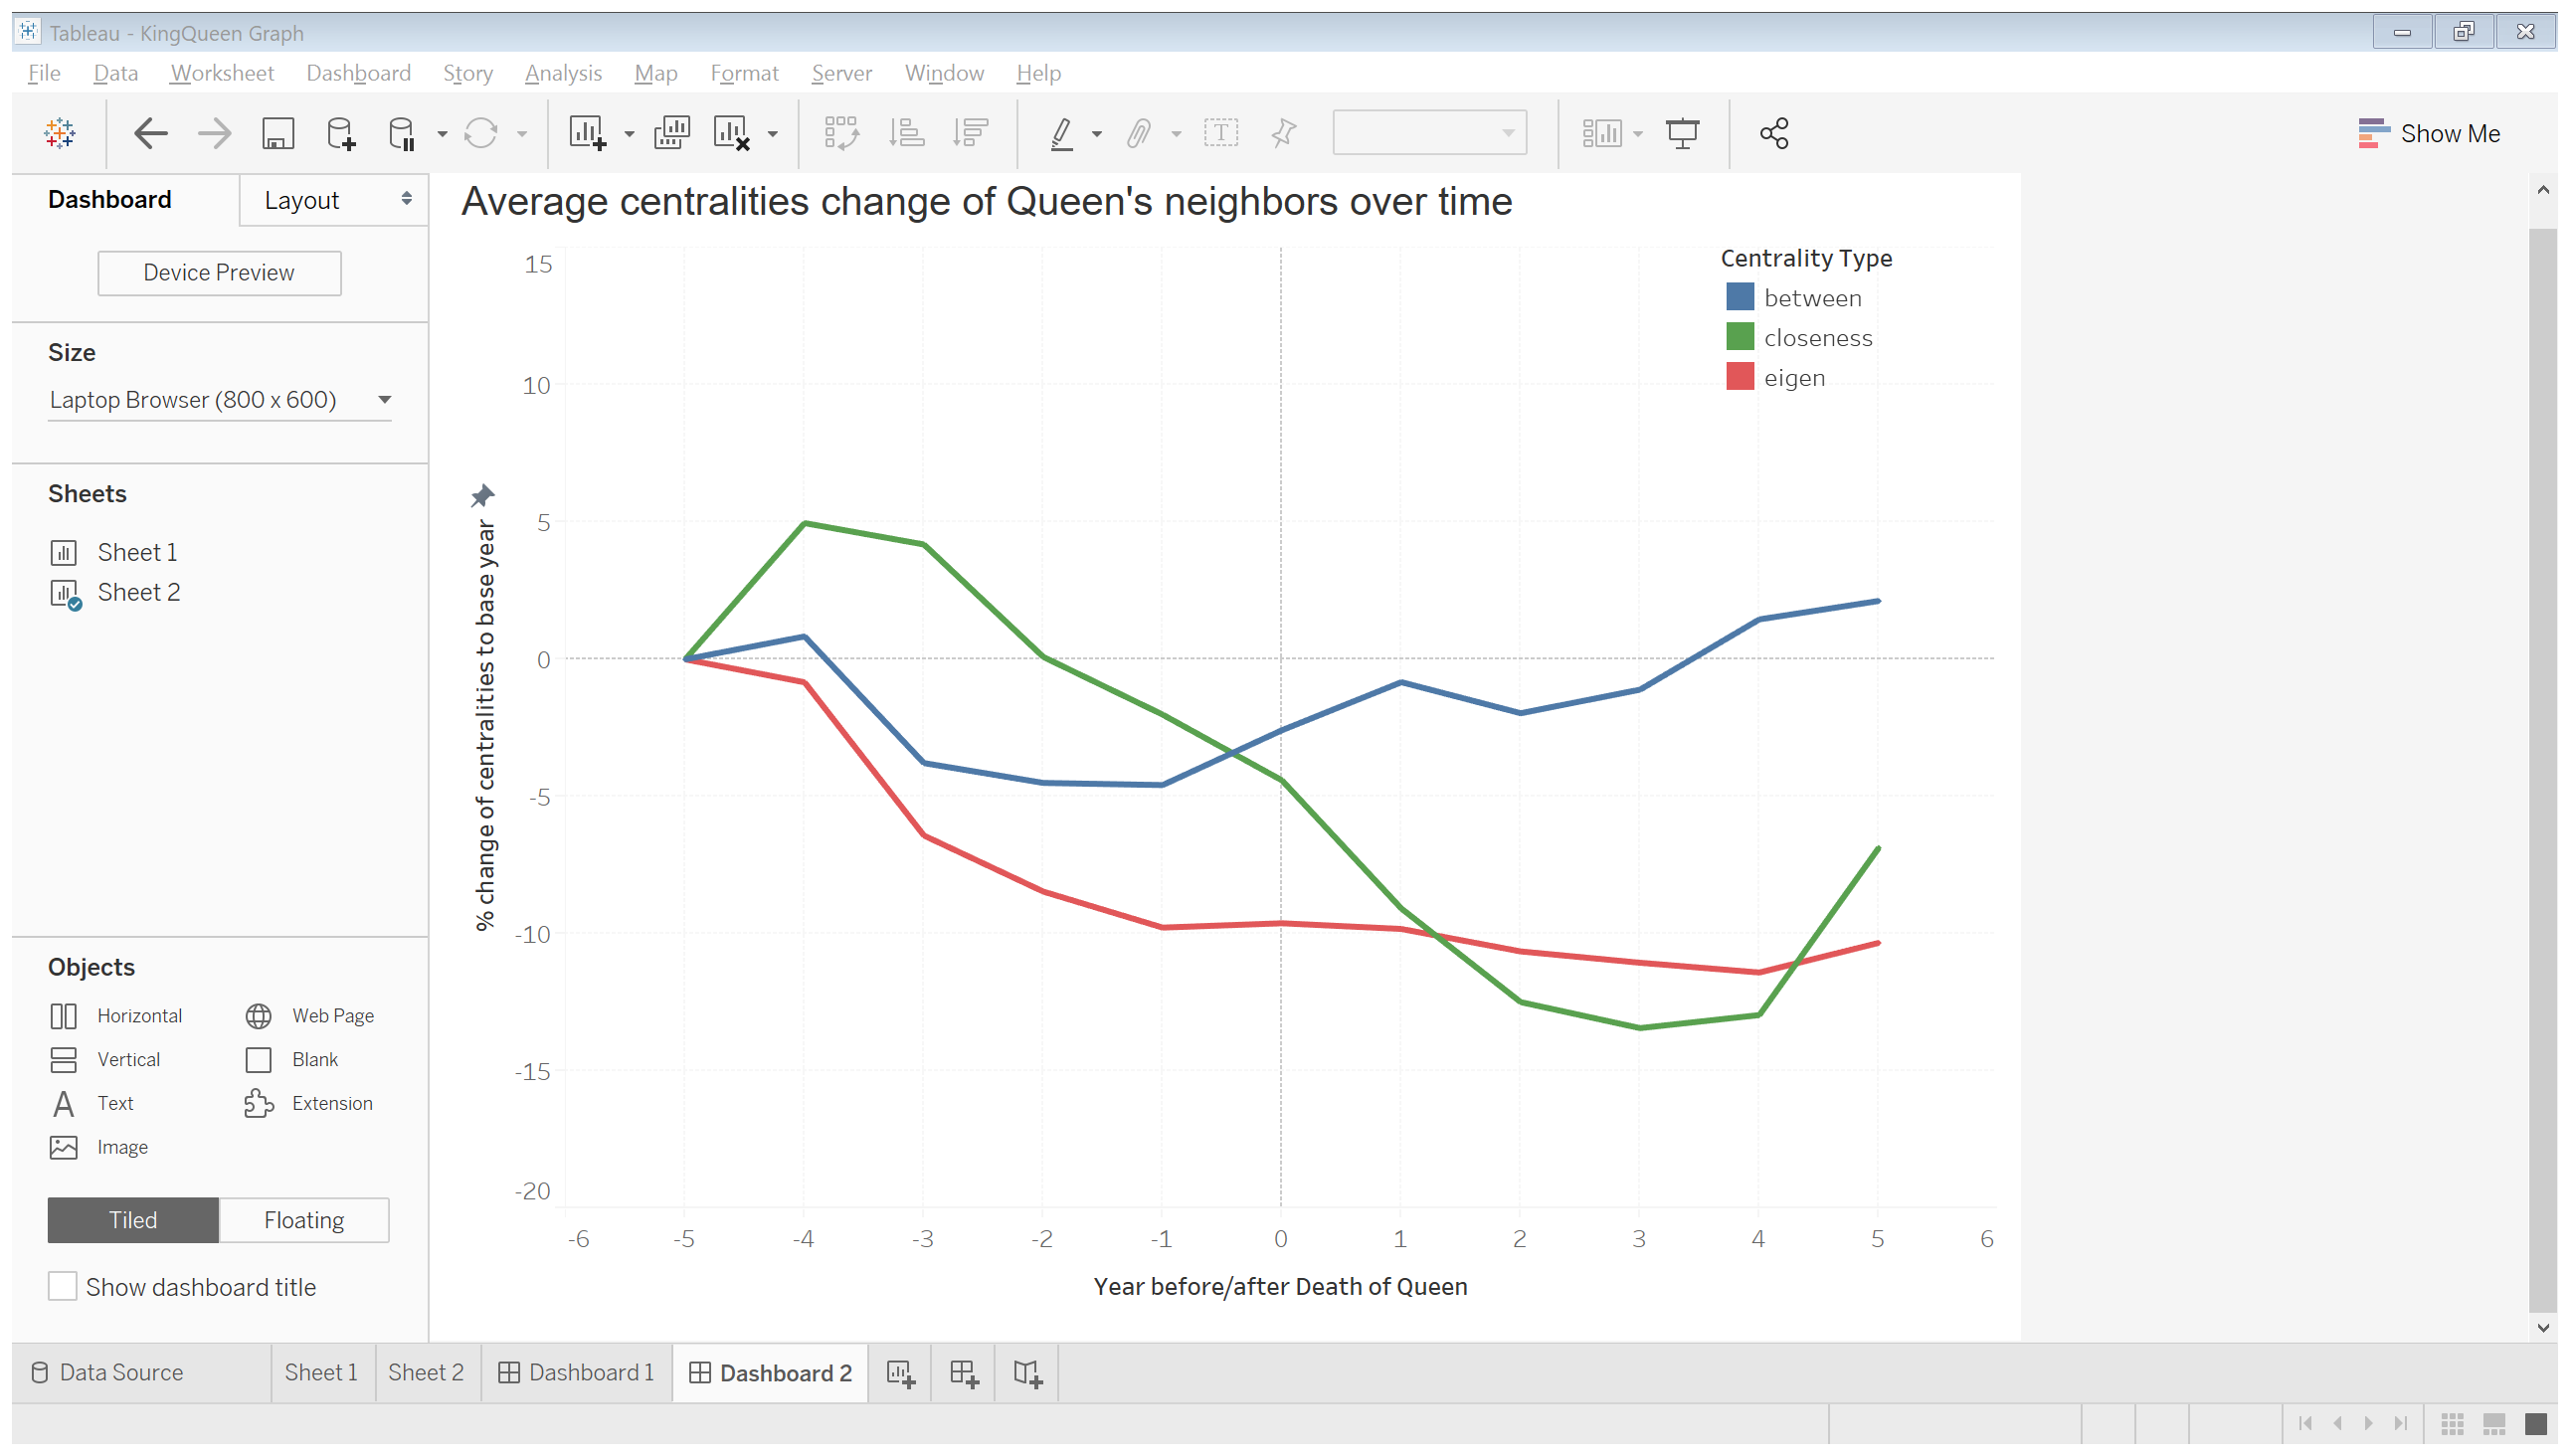 Tableau - KingQueen Graph
File Data Worksheet Dashboard Story Analysis Map Format Server Window Help
Show Me
Dashboard Layout
Device Preview
Size
Laptop Browser (800 x 600)
Sheets
Sheet 1
Sheet 2
Objects
Horizontal Web Page
Vertical Blank
Text Extension
Image
Tiled Floating
Show dashboard title
Average centralities change of Queen's neighbors over time
Centrality Type
between
closeness
eigen
% change of centralities to base year
15
10
5
0
-5
-10
-15
-20
-6 -5 -4 -3 -2 -1 0 1 2 3 4 5 6
Year before/after Death of Queen
Data Source Sheet 1 Sheet 2 Dashboard 1 Dashboard 2